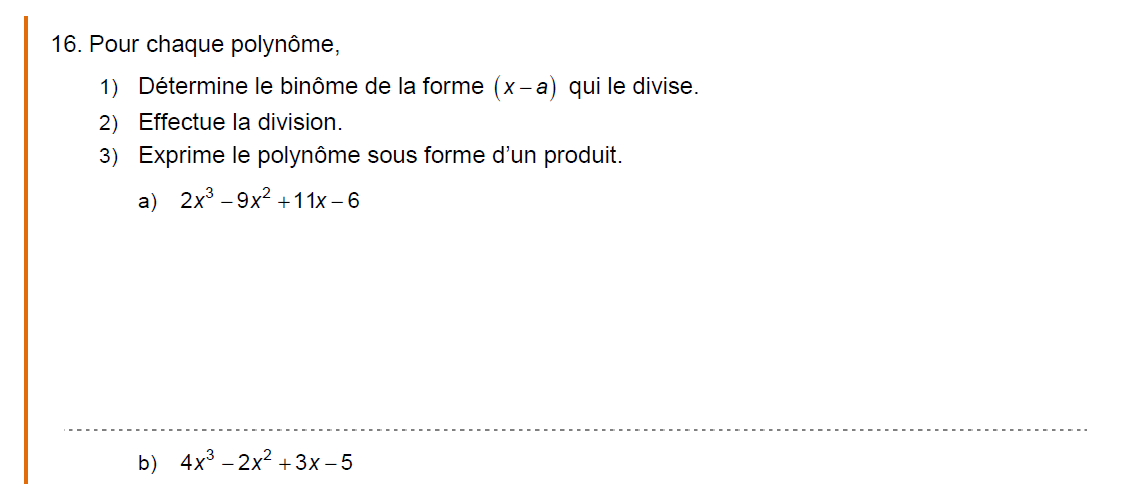 16. Pour chaque polynôme,
1) Détermine le binôme de la forme (x – a) qui le divise.
2) Effectue la division.
3) Exprime le polynôme sous forme d’un produit.
a) 2x³ – 9x² + 11x – 6
b) 4x³ – 2x² + 3x – 5